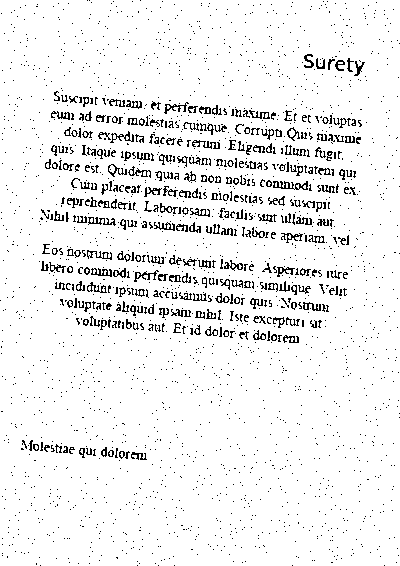 Surety
Suscipit veniam, et perferendis maxime. Et et voluptas
eum ad error molestias cumque. Corrupti Quis maxime
dolor expedita facere rerum. Eligendi illum fugit,
quis. Itaque ipsum quisquam molestias voluptatem qui
dolore est. Quidem quia ab non nobis commodi sunt ex.
Cum placeat perferendis molestias sed suscipit
reprehenderit. Laboriosam, facilis sint ullam aut.
Nihil minima qui assumenda ullam labore aperiam, vel
Eos nostrum dolorum deserunt labore. Asperiores iure
libero commodi perferendis quisquam similique. Velit
incididunt ipsum accusamus dolor quis. Nostrum
voluptate aliquid ipsam nihil. Iste excepturi sit
voluptatibus aut. Et id dolor et dolorem
Molestiae qui dolorem